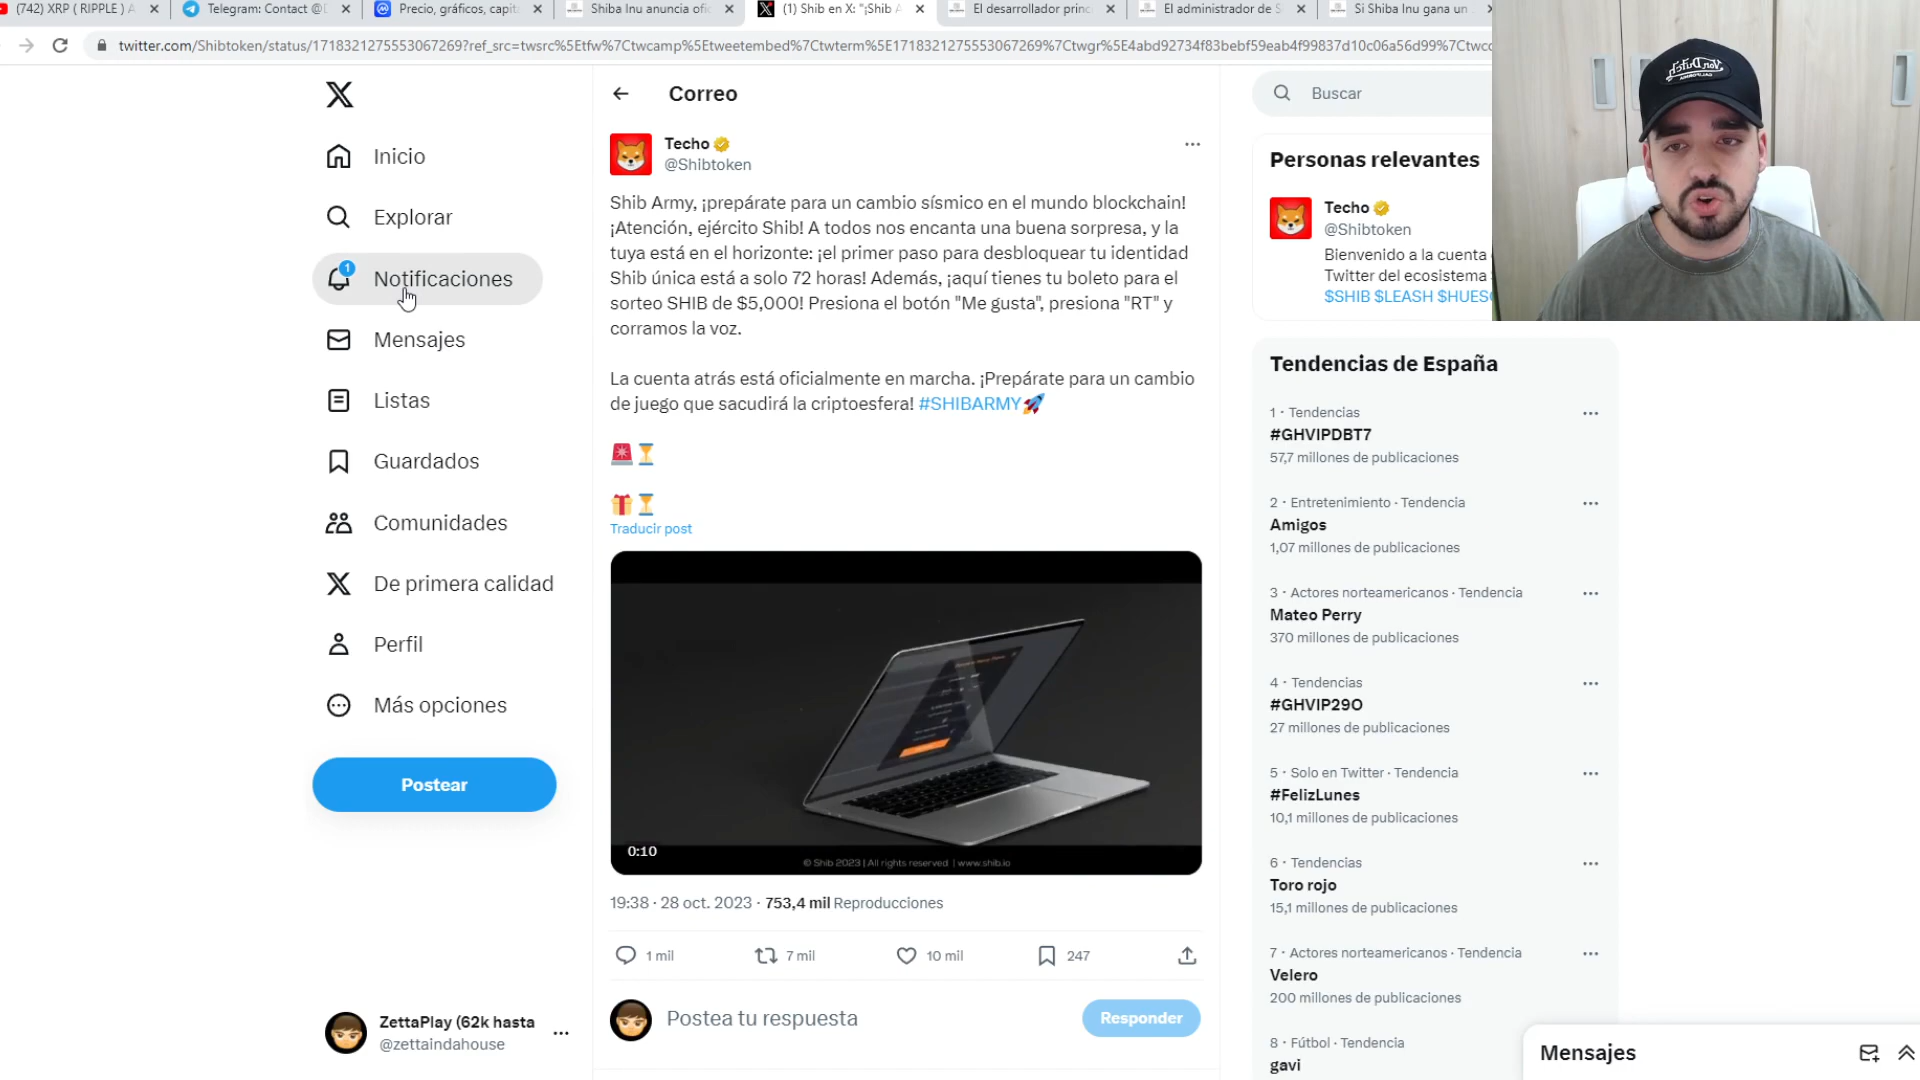 (742) XRP ( RIPPLE ) A
Telegram: Contact @D
Precio, gráficos, capit
Shiba Inu anuncia ofic
(1) Shib en X: "¡Shib A
El desarrollador princ
El administrador de S
Si Shiba Inu gana un
twitter.com/Shibtoken/status/1718321275553067269?ref_src=twsrc%5Etfw%7Ctwcamp%5Etweetembed%7Ctwterm%5E1718321275553067269%7Ctwgr%5E4abd92734f83bebf59eab4f99837d10c06a56d99%7Ctwcc
Inicio
Explorar
1
Notificaciones
Mensajes
Listas
Guardados
Comunidades
De primera calidad
Perfil
Más opciones
Postear
ZettaPlay (62k hasta
@zettaindahouse
Correo
Techo
@Shibtoken
Shib Army, ¡prepárate para un cambio sísmico en el mundo blockchain!
¡Atención, ejército Shib! A todos nos encanta una buena sorpresa, y la
tuya está en el horizonte: ¡el primer paso para desbloquear tu identidad
Shib única está a solo 72 horas! Además, ¡aquí tienes tu boleto para el
sorteo SHIB de $5,000! Presiona el botón "Me gusta", presiona "RT" y
corramos la voz.
La cuenta atrás está oficialmente en marcha. ¡Prepárate para un cambio
de juego que sacudirá la criptoesfera! #SHIBARMY🚀
🚨⏳
🎁⏳
Traducir post
0:10
© Shib 2023 | All rights reserved | www.shib.io
19:38 · 28 oct. 2023 · 753,4 mil Reproducciones
1 mil
7 mil
10 mil
247
Postea tu respuesta
Responder
Buscar
Personas relevantes
Techo
@Shibtoken
Bienvenido a la cuenta
Twitter del ecosistema
$SHIB $LEASH $HUESO
Tendencias de España
1 · Tendencias
#GHVIPDBT7
57,7 millones de publicaciones
2 · Entretenimiento · Tendencia
Amigos
1,07 millones de publicaciones
3 · Actores norteamericanos · Tendencia
Mateo Perry
370 millones de publicaciones
4 · Tendencias
#GHVIP29O
27 millones de publicaciones
5 · Solo en Twitter · Tendencia
#FelizLunes
10,1 millones de publicaciones
6 · Tendencias
Toro rojo
15,1 millones de publicaciones
7 · Actores norteamericanos · Tendencia
Velero
200 millones de publicaciones
8 · Fútbol · Tendencia
gavi
Mensajes
Von Dutch